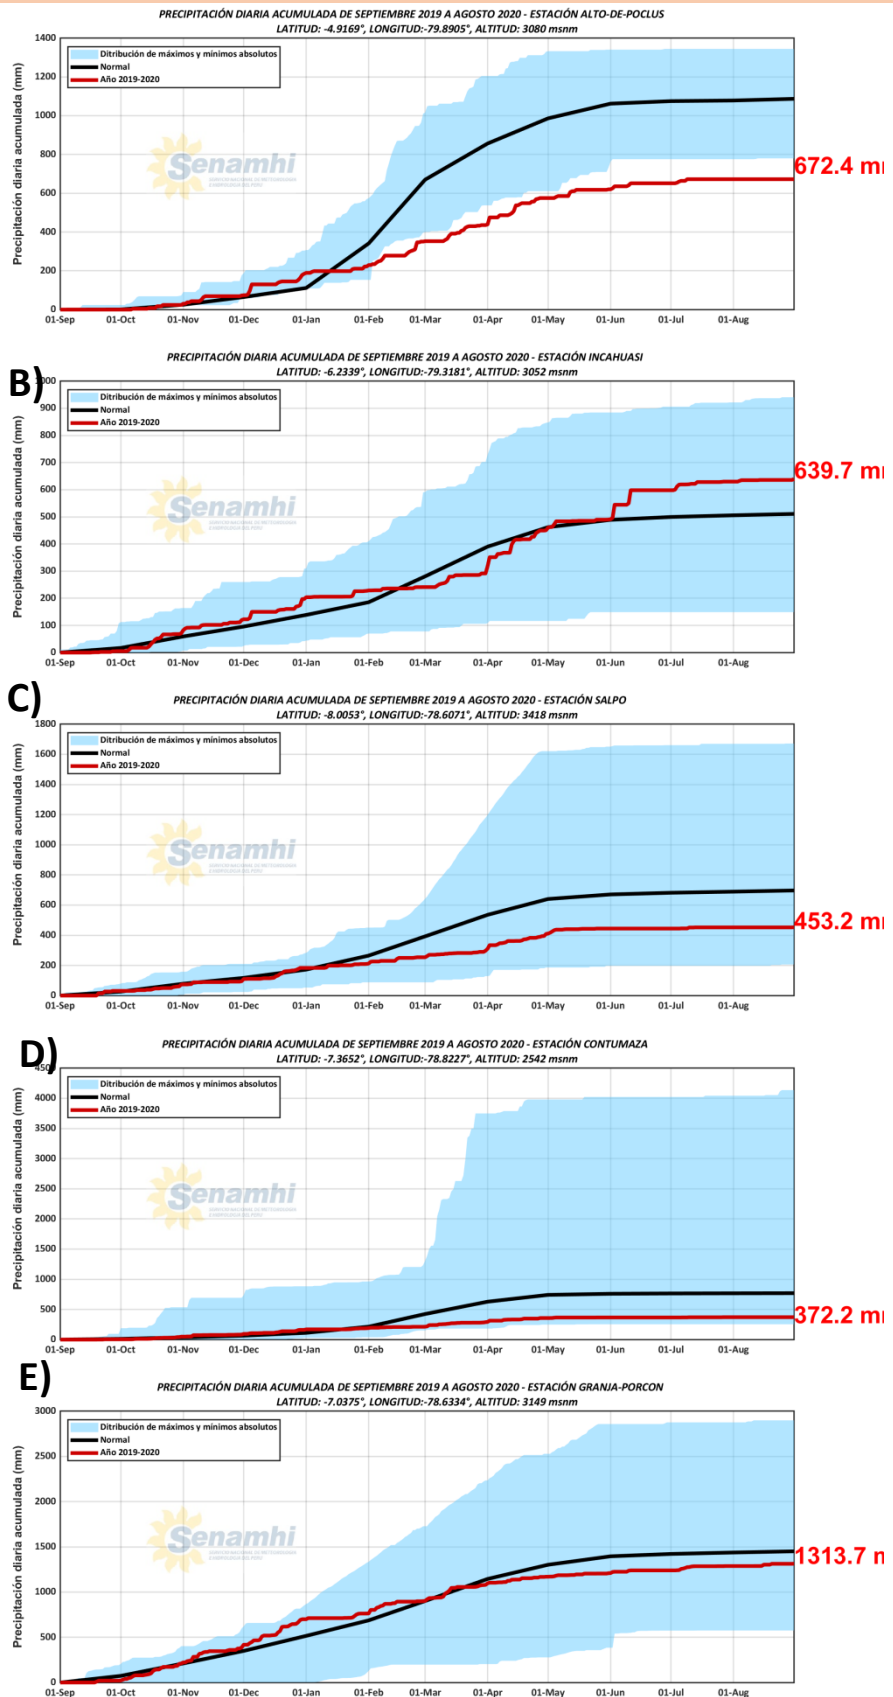 PRECIPITACIÓN DIARIA ACUMULADA DE SEPTIEMBRE 2019 A AGOSTO 2020 - ESTACIÓN ALTO-DE-POCLUS
LATITUD: -4.9169°, LONGITUD:-79.8905°, ALTITUD: 3080 msnm
Precipitación diaria acumulada (mm)
1400
1200
1000
800
600
400
200
0
Ditribución de máximos y mínimos absolutos
Normal
Año 2019-2020
Senamhi
672.4 mm
01-Sep 01-Oct 01-Nov 01-Dec 01-Jan 01-Feb 01-Mar 01-Apr 01-May 01-Jun 01-Jul 01-Aug
B)
PRECIPITACIÓN DIARIA ACUMULADA DE SEPTIEMBRE 2019 A AGOSTO 2020 - ESTACIÓN INCAHUASI
LATITUD: -6.2339°, LONGITUD:-79.3181°, ALTITUD: 3052 msnm
Precipitación diaria acumulada (mm)
900
800
700
600
500
400
300
200
100
0
Ditribución de máximos y mínimos absolutos
Normal
Año 2019-2020
Senamhi
639.7 mm
01-Sep 01-Oct 01-Nov 01-Dec 01-Jan 01-Feb 01-Mar 01-Apr 01-May 01-Jun 01-Jul 01-Aug
C)
PRECIPITACIÓN DIARIA ACUMULADA DE SEPTIEMBRE 2019 A AGOSTO 2020 - ESTACIÓN SALPO
LATITUD: -8.0053°, LONGITUD:-78.6071°, ALTITUD: 3418 msnm
Precipitación diaria acumulada (mm)
1800
1600
1400
1200
1000
800
600
400
200
0
Ditribución de máximos y mínimos absolutos
Normal
Año 2019-2020
Senamhi
453.2 mm
01-Sep 01-Oct 01-Nov 01-Dec 01-Jan 01-Feb 01-Mar 01-Apr 01-May 01-Jun 01-Jul 01-Aug
D)
PRECIPITACIÓN DIARIA ACUMULADA DE SEPTIEMBRE 2019 A AGOSTO 2020 - ESTACIÓN CONTUMAZA
LATITUD: -7.3652°, LONGITUD:-78.8227°, ALTITUD: 2542 msnm
Precipitación diaria acumulada (mm)
4500
4000
3500
3000
2500
2000
1500
1000
500
0
Ditribución de máximos y mínimos absolutos
Normal
Año 2019-2020
Senamhi
372.2 mm
01-Sep 01-Oct 01-Nov 01-Dec 01-Jan 01-Feb 01-Mar 01-Apr 01-May 01-Jun 01-Jul 01-Aug
E)
PRECIPITACIÓN DIARIA ACUMULADA DE SEPTIEMBRE 2019 A AGOSTO 2020 - ESTACIÓN GRANJA-PORCON
LATITUD: -7.0375°, LONGITUD:-78.6334°, ALTITUD: 3149 msnm
Precipitación diaria acumulada (mm)
3000
2500
2000
1500
1000
500
0
Ditribución de máximos y mínimos absolutos
Normal
Año 2019-2020
Senamhi
1313.7 m
01-Sep 01-Oct 01-Nov 01-Dec 01-Jan 01-Feb 01-Mar 01-Apr 01-May 01-Jun 01-Jul 01-Aug